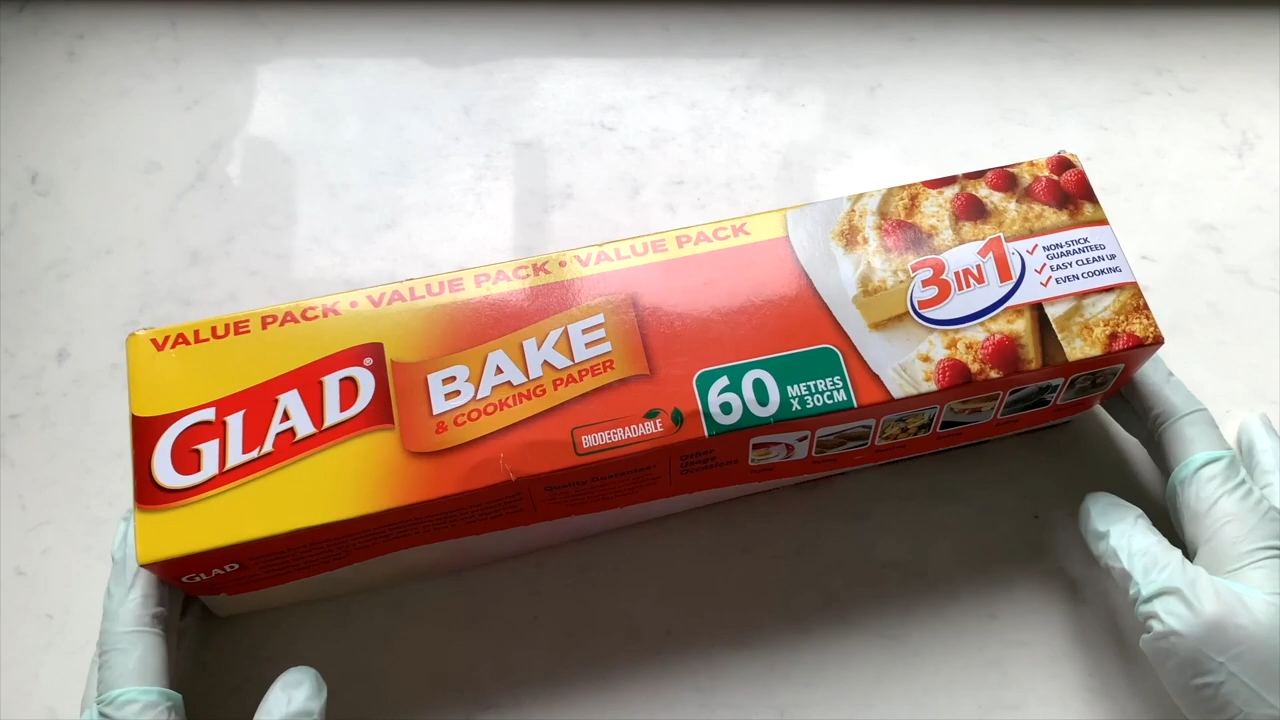 VALUE PACK • VALUE PACK • VALUE PACK
GLAD®
BAKE
& COOKING PAPER
BIODEGRADABLE
60 METRES
X 30CM
3 IN 1
NON-STICK
GUARANTEED
EASY CLEAN UP
EVEN COOKING
GLAD
Quality Guarantee:
Other
Usage
Occasions